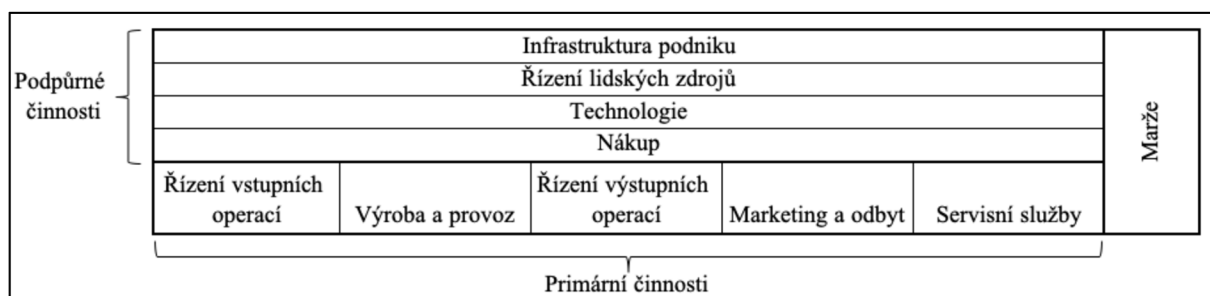 Podpůrné
činnosti
Infrastruktura podniku
Řízení lidských zdrojů
Technologie
Nákup
Řízení vstupních
operací
Výroba a provoz
Řízení výstupních
operací
Marketing a odbyt
Servisní služby
Marže
Primární činnosti